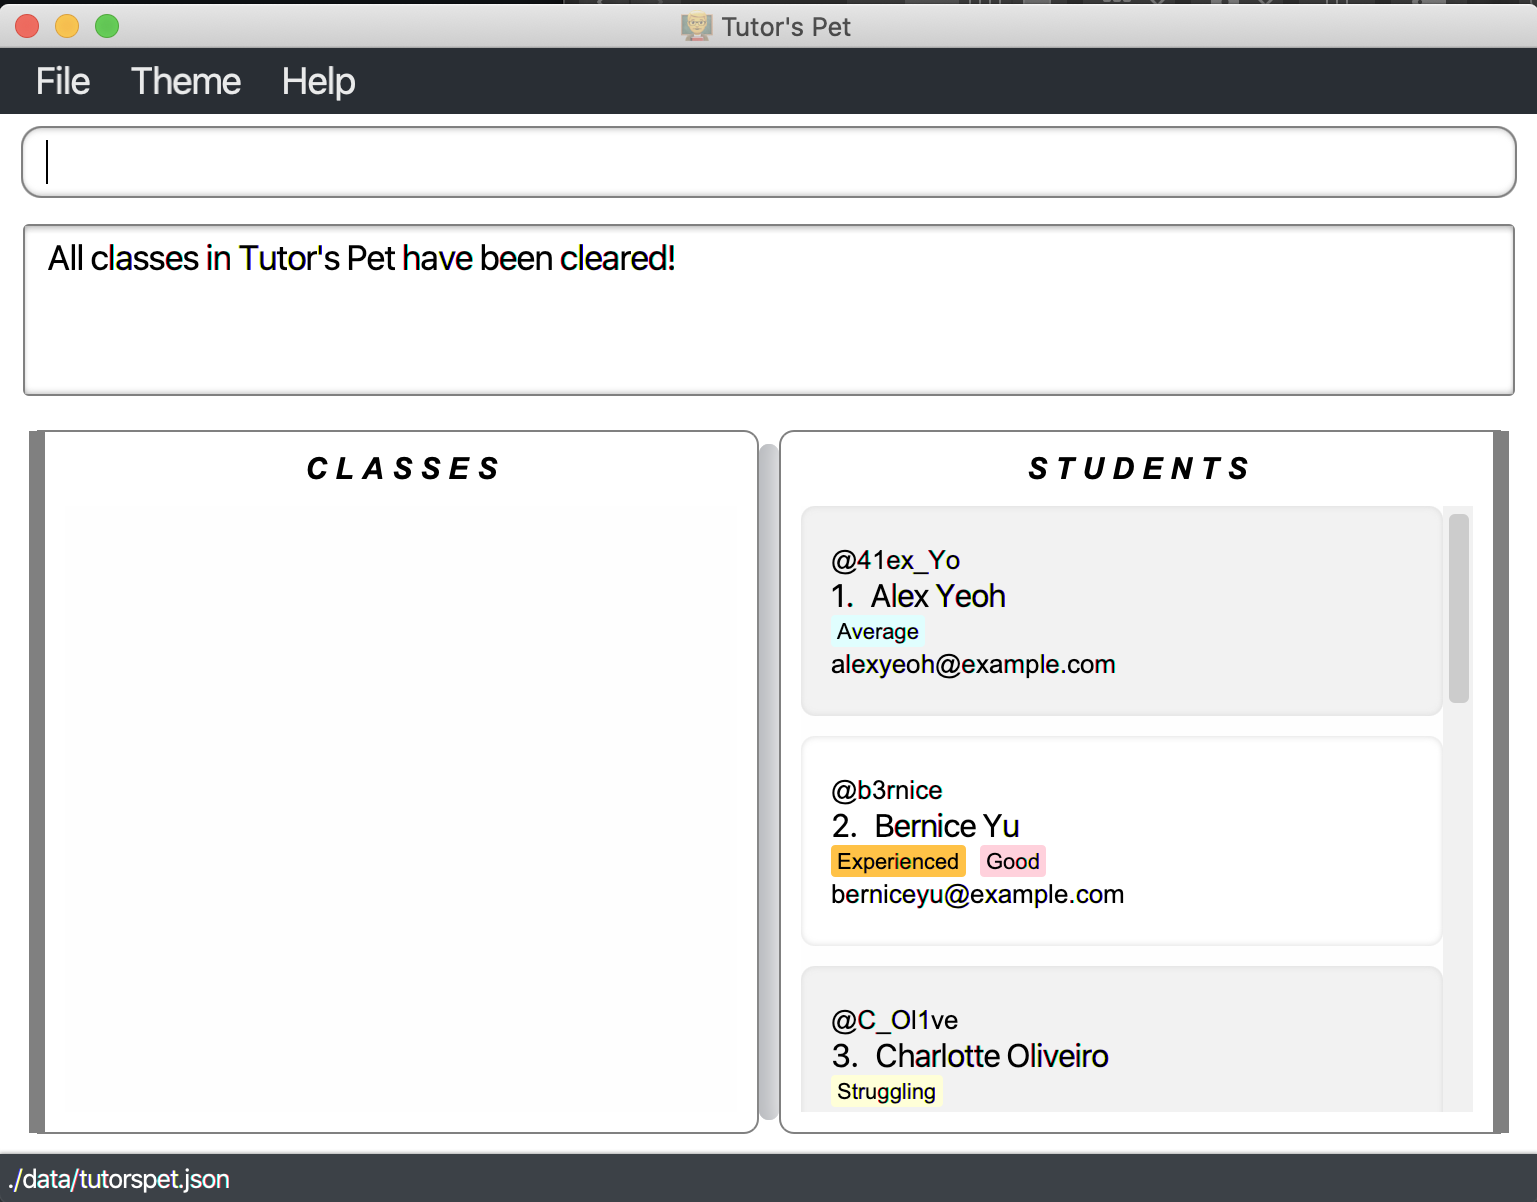 Tutor's Pet
File Theme Help
All classes in Tutor's Pet have been cleared!
CLASSES
STUDENTS
@41ex_Yo
1. Alex Yeoh
Average
alexyeoh@example.com
@b3rnice
2. Bernice Yu
Experienced Good
berniceyu@example.com
@C_Ol1ve
3. Charlotte Oliveiro
Struggling
./data/tutorspet.json